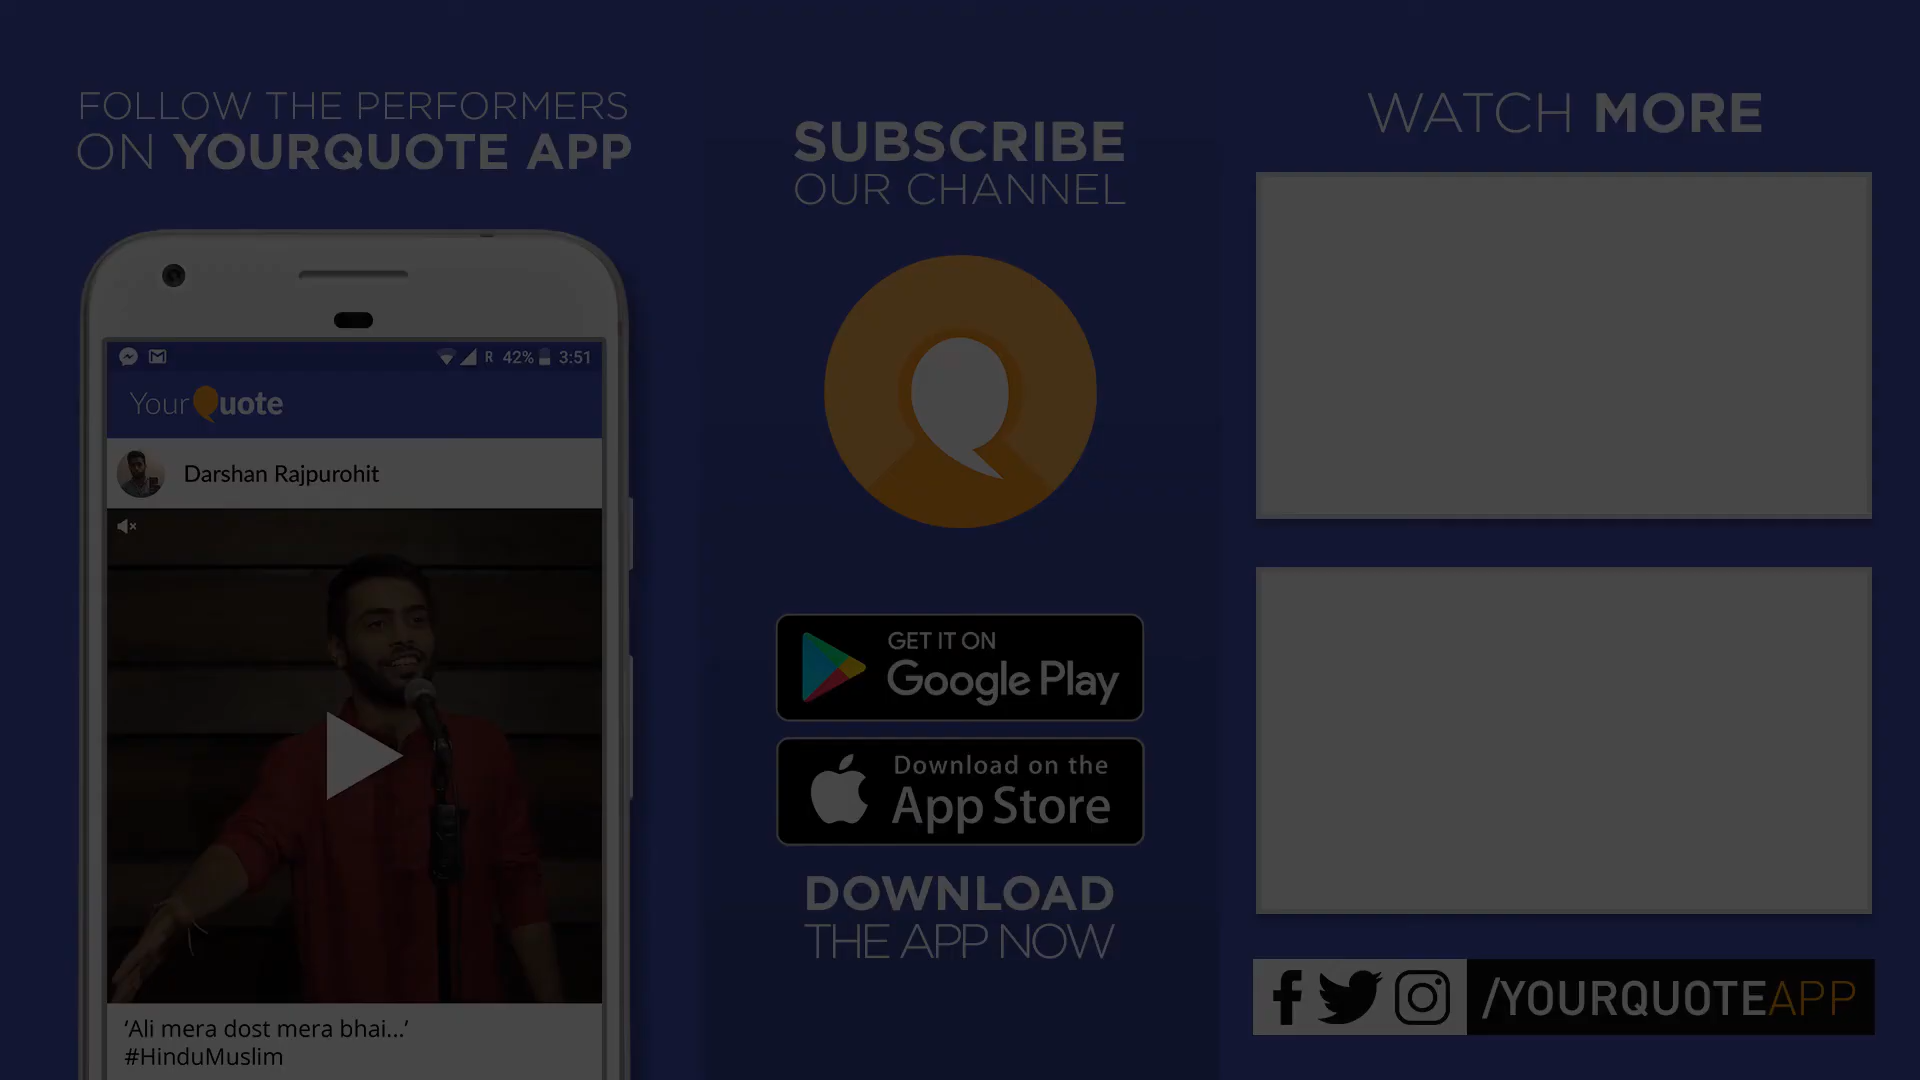 FOLLOW THE PERFORMERS
ON YOURQUOTE APP
R 42% 3:51
YourQuote
Darshan Rajpurohit
‘Ali mera dost mera bhai...’
#HinduMuslim
SUBSCRIBE
OUR CHANNEL
GET IT ON
Google Play
Download on the
App Store
DOWNLOAD
THE APP NOW
WATCH MORE
/YOURQUOTEAPP